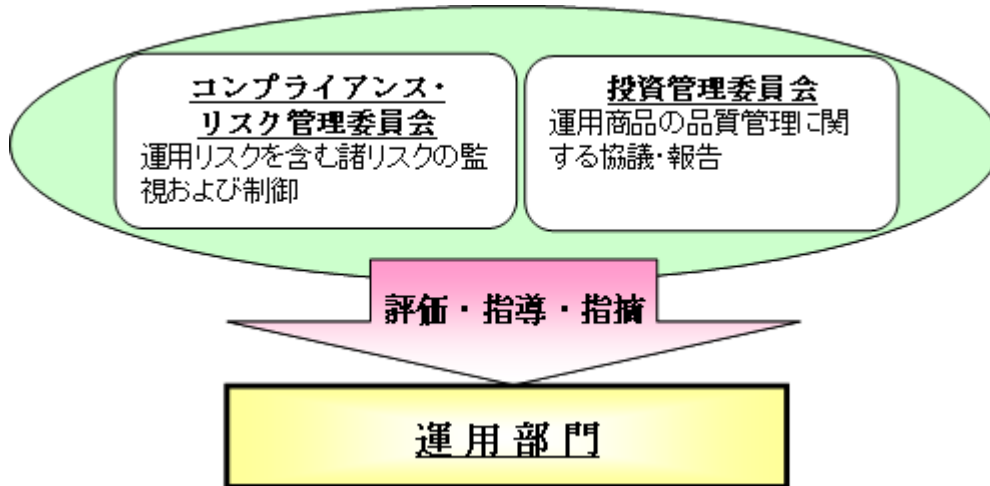 コンプライアンス・
リスク管理委員会
運用リスクを含む諸リスクの監
視および制御
投資管理委員会
運用商品の品質管理に関
する協議・報告
評価・指導・指摘
運用部門